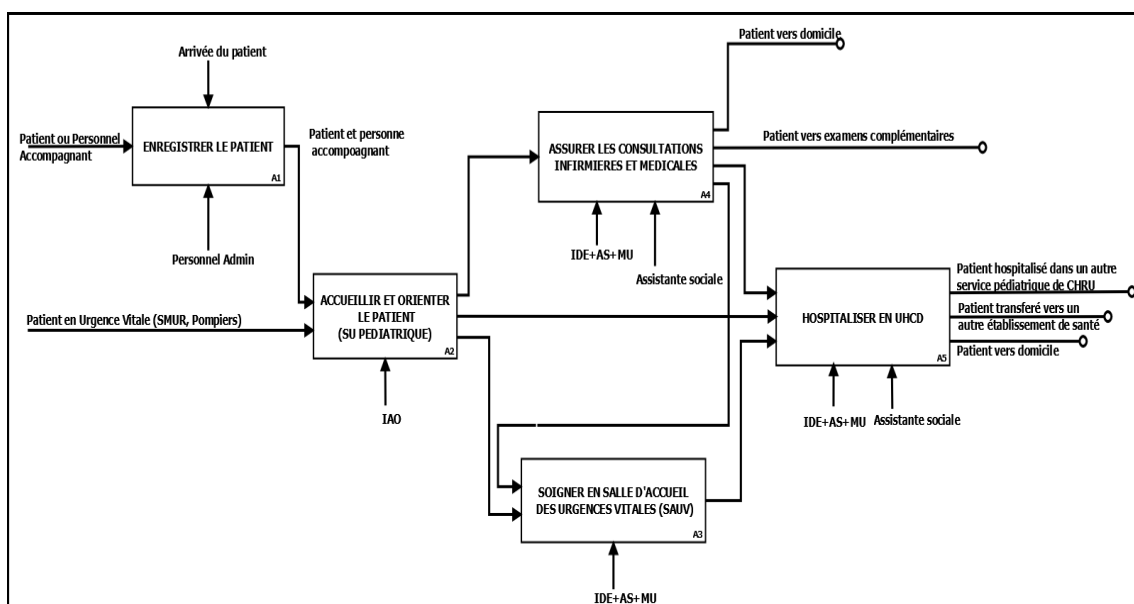 Patient vers domicile
Arrivée du patient
Patient ou Personnel
Accompagnant
ENREGISTRER LE PATIENT
A1
Patient et personne
accompoagnant
Personnel Admin
ASSURER LES CONSULTATIONS
INFIRMIERES ET MEDICALES
A4
Patient vers examens complémentaires
IDE+AS+MU
Assistante sociale
Patient en Urgence Vitale (SMUR, Pompiers)
ACCUEILLIR ET ORIENTER
LE PATIENT
(SU PEDIATRIQUE)
A2
IAO
HOSPITALISER EN UHCD
A5
Patient hospitalisé dans un autre
service pédiatrique de CHRU
Patient transferé vers un
autre établissement de santé
Patient vers domicile
IDE+AS+MU
Assistante sociale
SOIGNER EN SALLE D'ACCUEIL
DES URGENCES VITALES (SAUV)
A3
IDE+AS+MU